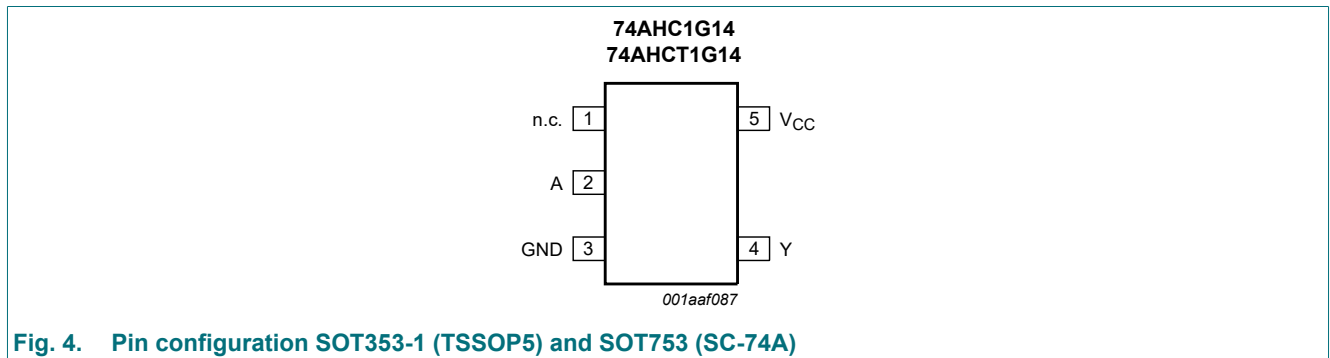 74AHC1G14
74AHCT1G14
n.c. 1
5 VCC
A 2
GND 3
4 Y
001aaf087
Fig. 4. Pin configuration SOT353-1 (TSSOP5) and SOT753 (SC-74A)